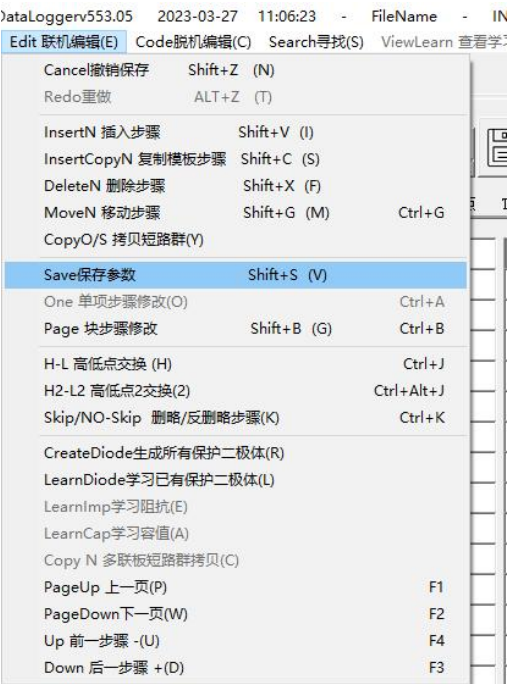 DataLoggerv553.05 2023-03-27 11:06:23 - FileName - IN
Edit 联机编辑(E) Code脱机编辑(C) Search寻找(S) ViewLearn 查看学
Cancel撤销保存 Shift+Z (N)
Redo重做 ALT+Z (T)
InsertN 插入步骤 Shift+V (I)
InsertCopyN 复制模板步骤 Shift+C (S)
DeleteN 删除步骤 Shift+X (F)
MoveN 移动步骤 Shift+G (M) Ctrl+G
CopyO/S 拷贝短路群(Y)
Save保存参数 Shift+S (V)
One 单项步骤修改(O) Ctrl+A
Page 块步骤修改 Shift+B (G) Ctrl+B
H-L 高低点交换 (H) Ctrl+J
H2-L2 高低点2交换(2) Ctrl+Alt+J
Skip/NO-Skip 删略/反删略步骤(K) Ctrl+K
CreateDiode生成所有保护二极体(R)
LearnDiode学习已有保护二极体(L)
LearnImp学习阻抗(E)
LearnCap学习容值(A)
Copy N 多联板短路群拷贝(C)
PageUp 上一页(P) F1
PageDown下一页(W) F2
Up 前一步骤 -(U) F4
Down 后一步骤 +(D) F3